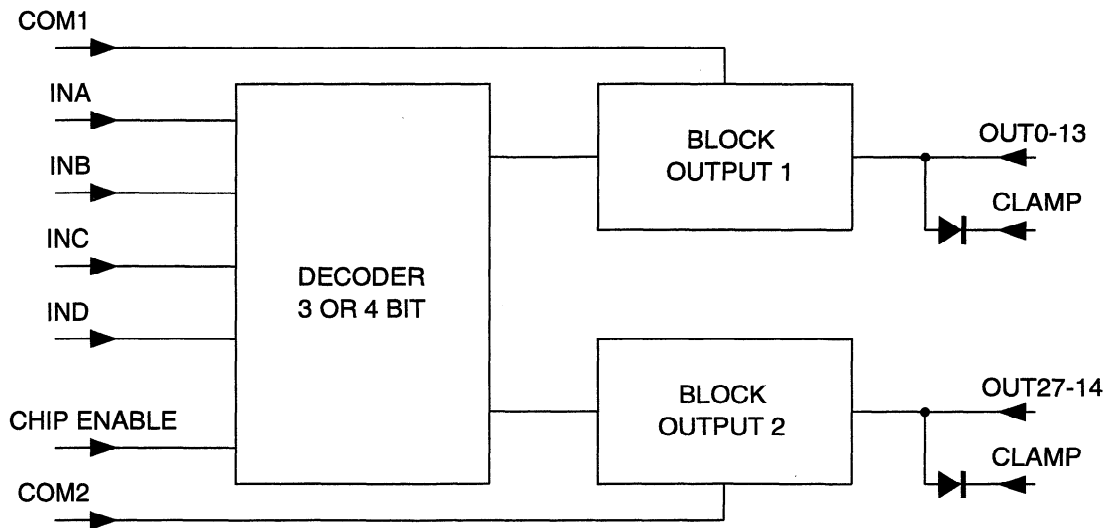 COM1
INA
INB
INC
IND
CHIP ENABLE
COM2
DECODER
3 OR 4 BIT
BLOCK
OUTPUT 1
BLOCK
OUTPUT 2
OUT0-13
CLAMP
OUT27-14
CLAMP